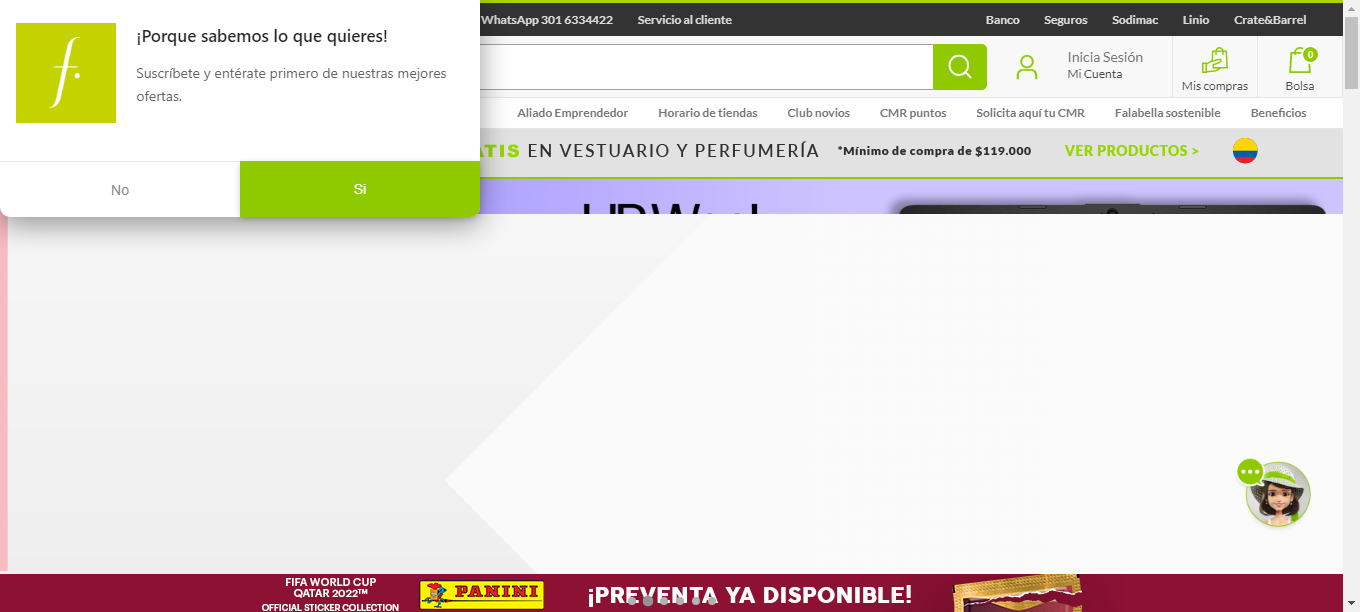 WhatsApp 301 6334422
Servicio al cliente
Banco
Seguros
Sodimac
Linio
Crate&Barrel
f.
¡Porque sabemos lo que quieres!
Suscríbete y entérate primero de nuestras mejores
ofertas.
No
Si
Inicia Sesión
Mi Cuenta
Mis compras
0
Bolsa
Aliado Emprendedor
Horario de tiendas
Club novios
CMR puntos
Solicita aquí tu CMR
Falabella sostenible
Beneficios
EN VESTUARIO Y PERFUMERÍA
*Mínimo de compra de $119.000
VER PRODUCTOS >
FIFA WORLD CUP
QATAR 2022™
OFFICIAL STICKER COLLECTION
PANINI
¡PREVENTA YA DISPONIBLE!